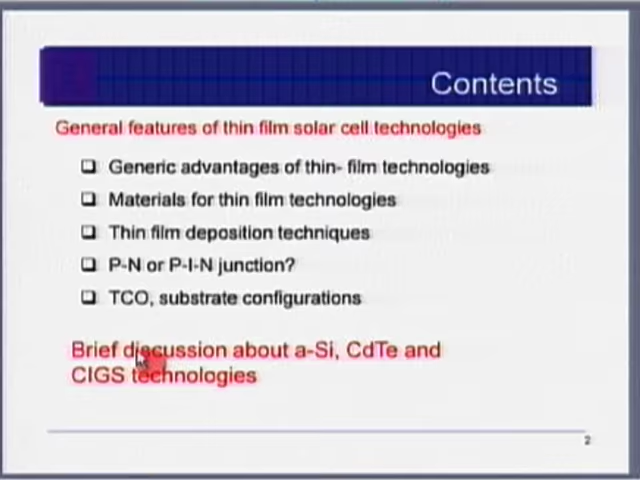 Contents
General features of thin film solar cell technologies
Generic advantages of thin- film technologies
Materials for thin film technologies
Thin film deposition techniques
P-N or P-I-N junction?
TCO, substrate configurations
Brief discussion about a-Si, CdTe and
CIGS technologies
2